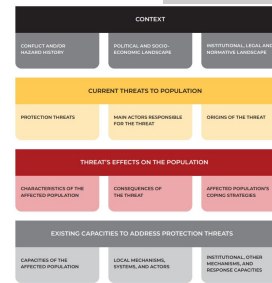 CONTEXT
CONFLICT AND/OR
HAZARD HISTORY
POLITICAL AND SOCIO-
ECONOMIC LANDSCAPE
INSTITUTIONAL, LEGAL AND
NORMATIVE LANDSCAPE
CURRENT THREATS TO POPULATION
PROTECTION THREATS
MAIN ACTORS RESPONSIBLE
FOR THE THREAT
ORIGINS OF THE THREAT
THREAT'S EFFECTS ON THE POPULATION
CHARACTERISTICS OF THE
AFFECTED POPULATION
CONSEQUENCES OF
THE THREAT
AFFECTED POPULATION'S
COPING STRATEGIES
EXISTING CAPACITIES TO ADDRESS PROTECTION THREATS
CAPACITIES OF THE
AFFECTED POPULATION
LOCAL MECHANISMS,
SYSTEMS, AND ACTORS
INSTITUTIONAL, OTHER
MECHANISMS, AND
RESPONSE CAPACITIES